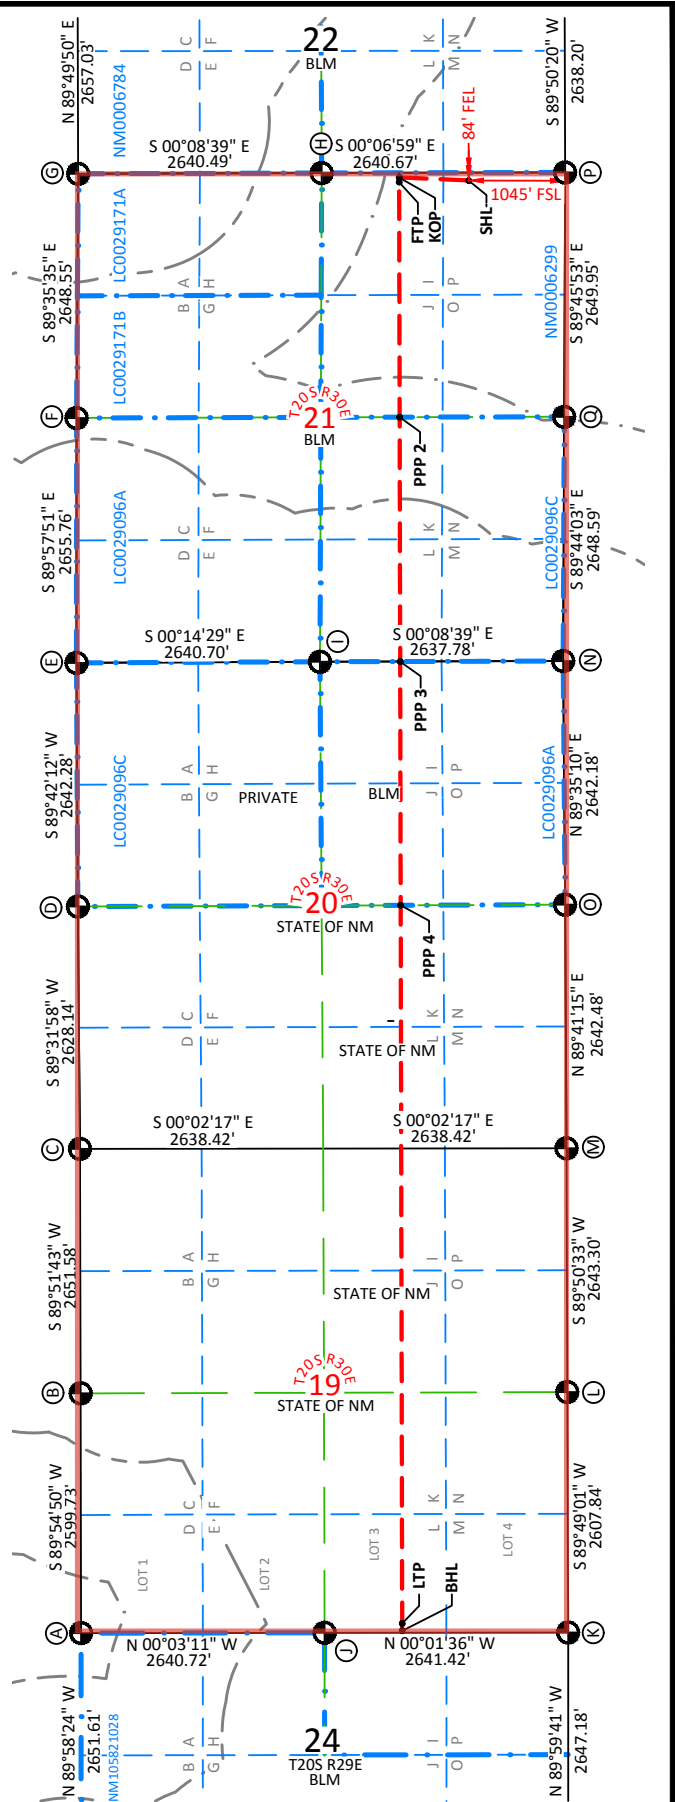 N 89°49'50" E
2657.03'
NM0006784
D C
E F
22
BLM
L K
M N
S 89°50'20" W
2638.20'
G
S 00°08'39" E
2640.49'
H
S 00°06'59" E
2640.67'
84' FEL
1045' FSL
P
FTP
KOP
SHL
S 89°35'35" E
2648.55'
LC0029171A
LC0029171B
B A
G H
J I
O P
NM0006299
S 89°45'53" E
2649.95'
F
T20S R30E
21
BLM
PPP 2
Q
S 89°57'51" E
2655.76'
LC0029096A
D C
E F
L K
M N
LC0029096C
S 89°44'03" E
2648.59'
E
S 00°14'29" E
2640.70'
I
S 00°08'39" E
2637.78'
N
PPP 3
S 89°42'12" W
2642.28'
LC0029096C
B A
G H
PRIVATE
BLM
J I
O P
LC0029096A
N 89°35'10" E
2642.18'
D
T20S R30E
20
STATE OF NM
PPP 4
O
S 89°31'58" W
2628.14'
D C
E F
STATE OF NM
L K
M N
N 89°41'15" E
2642.48'
C
S 00°02'17" E
2638.42'
S 00°02'17" E
2638.42'
M
S 89°51'43" W
2651.58'
B A
G H
STATE OF NM
J I
O P
S 89°50'33" W
2643.30'
B
T20S R30E
19
STATE OF NM
L
S 89°54'50" W
2599.73'
D C
E F
LOT 1
LOT 2
LOT 3
LOT 4
L K
M N
S 89°49'01" W
2607.84'
LTP
BHL
A
N 00°03'11" W
2640.72'
J
N 00°01'36" W
2641.42'
K
N 89°58'24" W
2651.61'
NM105821028
B A
G H
24
T20S R29E
BLM
J I
O P
N 89°59'41" W
2647.18'